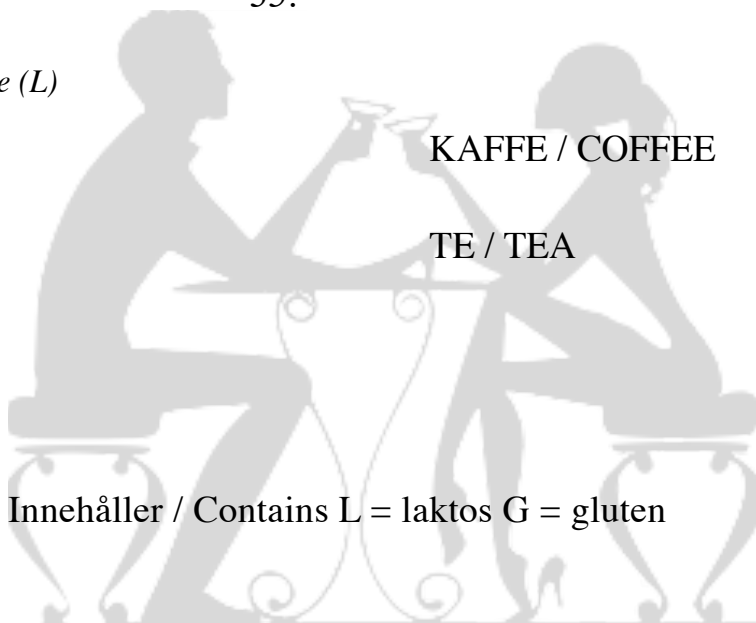 (L)
KAFFE / COFFEE
TE / TEA
Innehåller / Contains L = laktos G = gluten